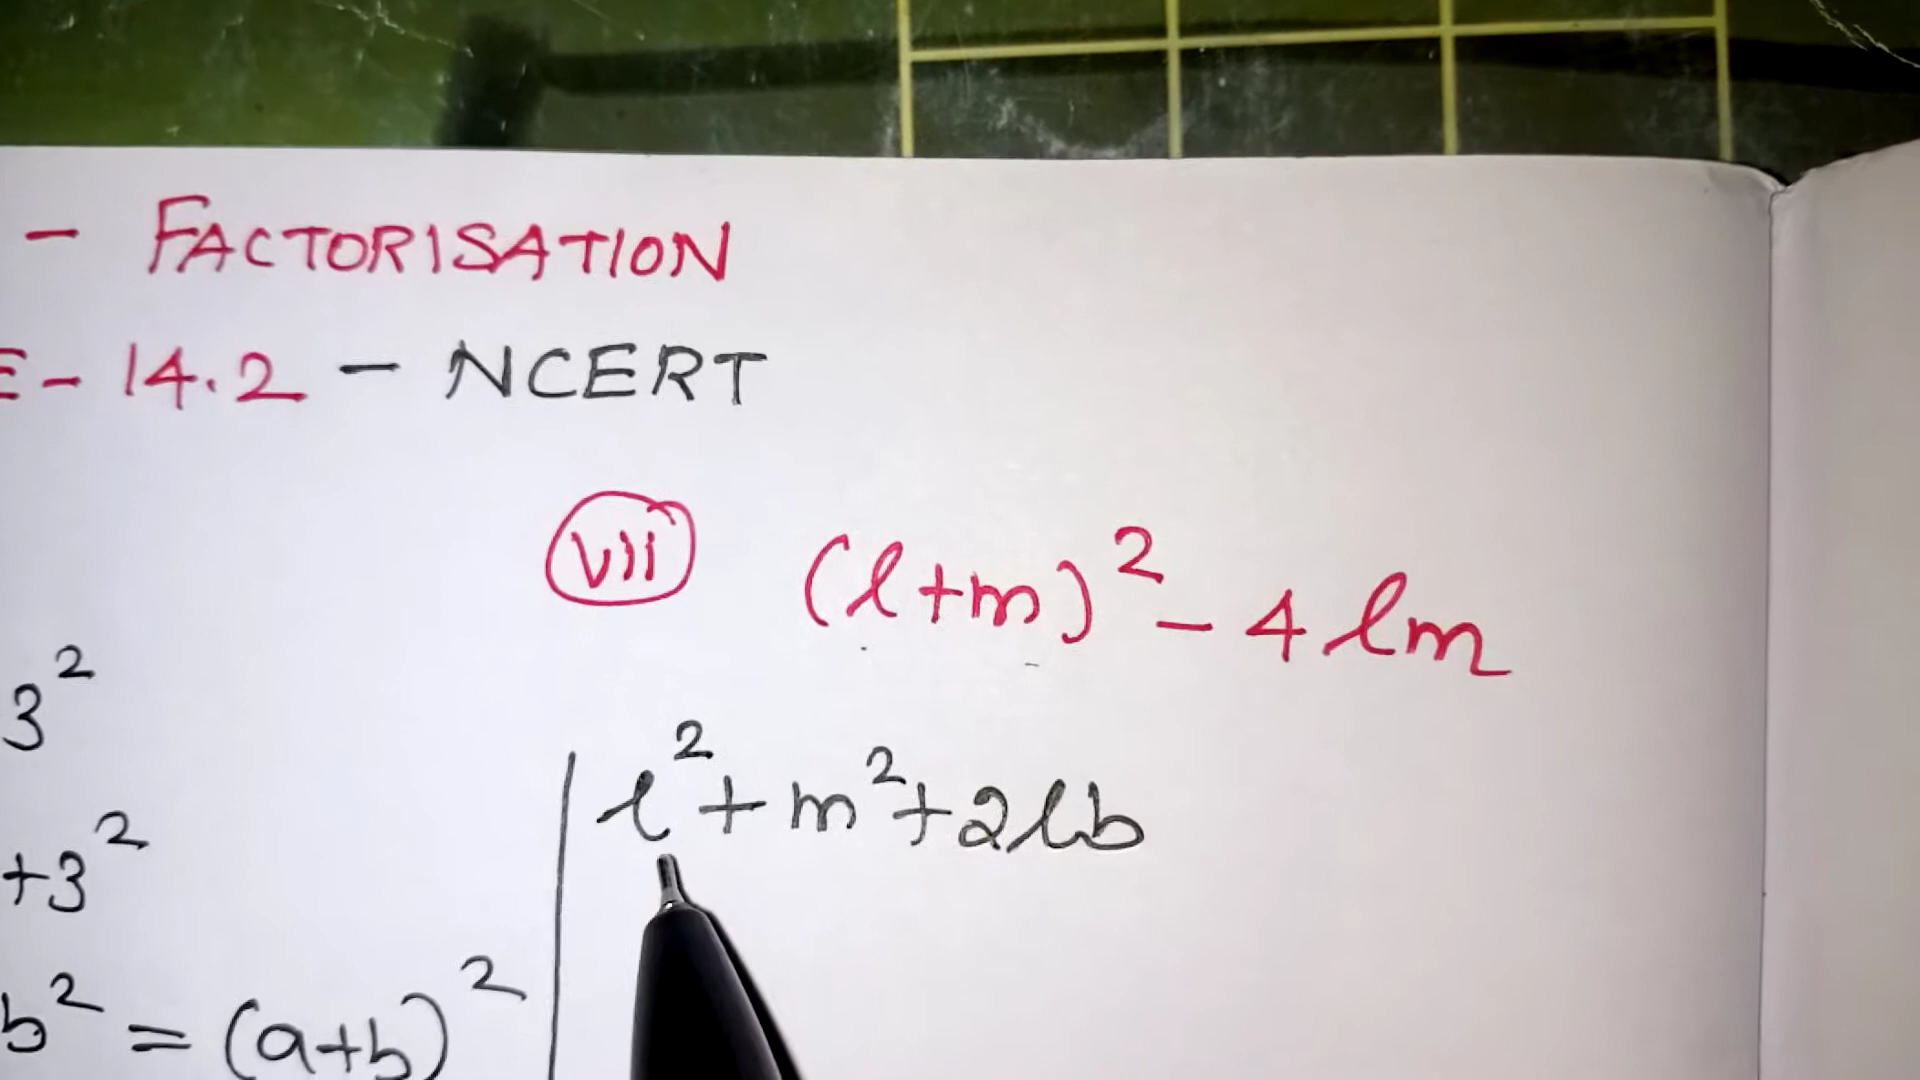 - FACTORISATION
E - 14.2 - NCERT
vii (l+m)² - 4lm
3²
l² + m² + 2lb
+3²
b² = (a+b)²